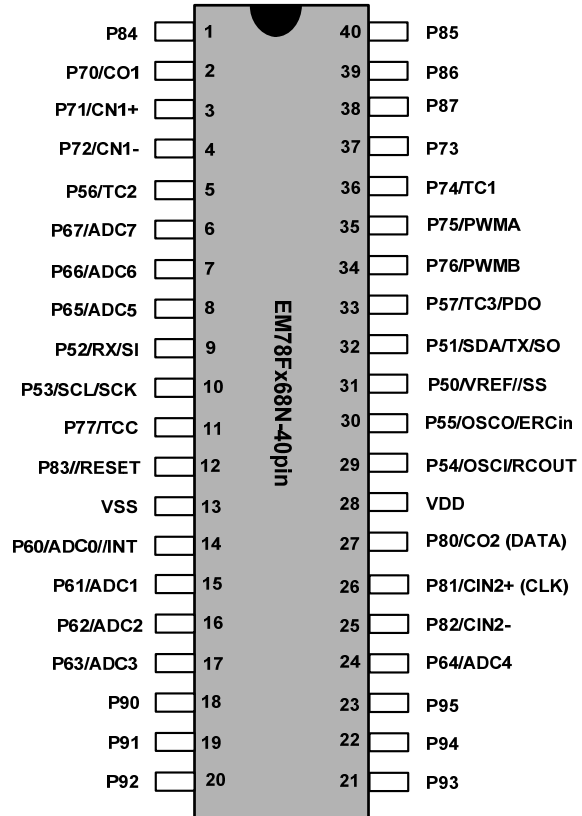 P84 1 40 P85
P70/CO1 2 39 P86
P71/CN1+ 3 38 P87
P72/CN1- 4 37 P73
P56/TC2 5 36 P74/TC1
P67/ADC7 6 35 P75/PWMA
P66/ADC6 7 34 P76/PWMB
P65/ADC5 8 33 P57/TC3/PDO
P52/RX/SI 9 32 P51/SDA/TX/SO
P53/SCL/SCK 10 31 P50/VREF//SS
P77/TCC 11 30 P55/OSCO/ERCin
P83//RESET 12 29 P54/OSCI/RCOUT
VSS 13 28 VDD
P60/ADC0//INT 14 27 P80/CO2 (DATA)
P61/ADC1 15 26 P81/CIN2+ (CLK)
P62/ADC2 16 25 P82/CIN2-
P63/ADC3 17 24 P64/ADC4
P90 18 23 P95
P91 19 22 P94
P92 20 21 P93
EM78Fx68N-40pin